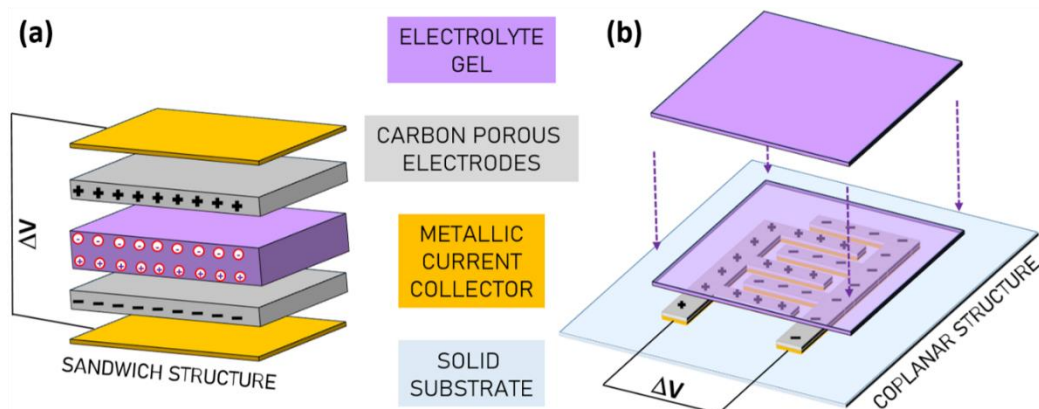 (a)
ΔV
SANDWICH STRUCTURE
ELECTROLYTE
GEL
CARBON POROUS
ELECTRODES
METALLIC
CURRENT
COLLECTOR
SOLID
SUBSTRATE
(b)
ΔV
COPLANAR STRUCTURE